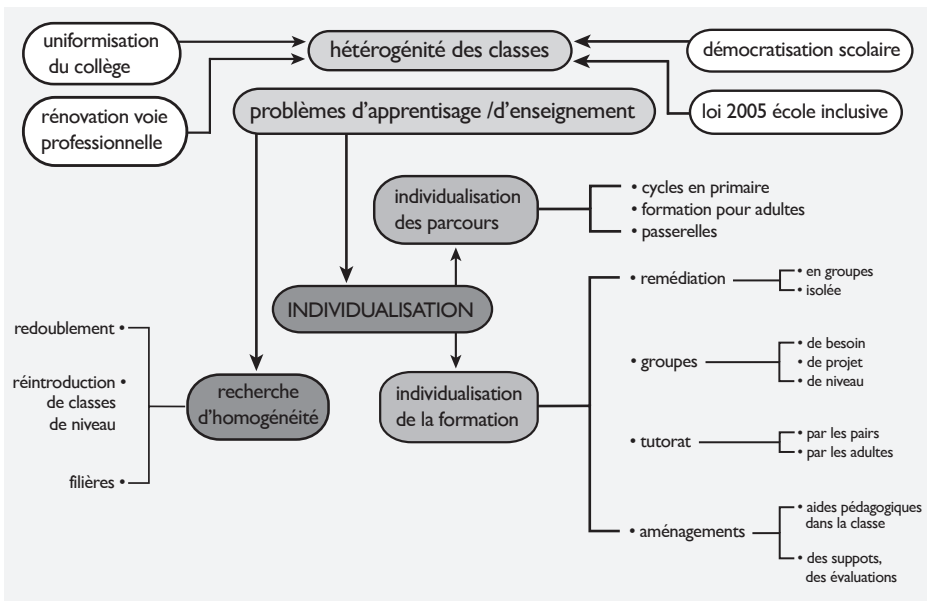 uniformisation
du collège
hétérogénité des classes
démocratisation scolaire
rénovation voie
professionnelle
problèmes d'apprentisage /d'enseignement
loi 2005 école inclusive
individualisation
des parcours
• cycles en primaire
• formation pour adultes
• passerelles
INDIVIDUALISATION
• remédiation
• en groupes
• isolée
redoublement •
réintroduction •
de classes
de niveau
filières •
recherche
d'homogénéité
individualisation
de la formation
• groupes
• de besoin
• de projet
• de niveau
• tutorat
• par les pairs
• par les adultes
• aménagements
• aides pédagogiques
dans la classe
• des suppots,
des évaluations